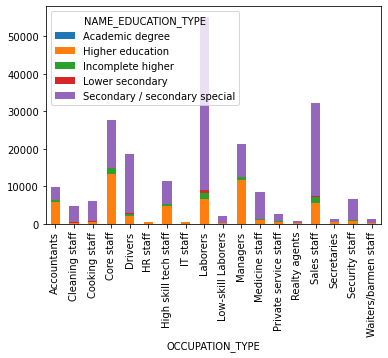 NAME_EDUCATION_TYPE
Academic degree
Higher education
Incomplete higher
Lower secondary
Secondary / secondary special
50000
40000
30000
20000
10000
0
Accountants
Cleaning staff
Cooking staff
Core staff
Drivers
HR staff
High skill tech staff
IT staff
Laborers
Low-skill Laborers
Managers
Medicine staff
Private service staff
Realty agents
Sales staff
Secretaries
Security staff
Waiters/barmen staff
OCCUPATION_TYPE